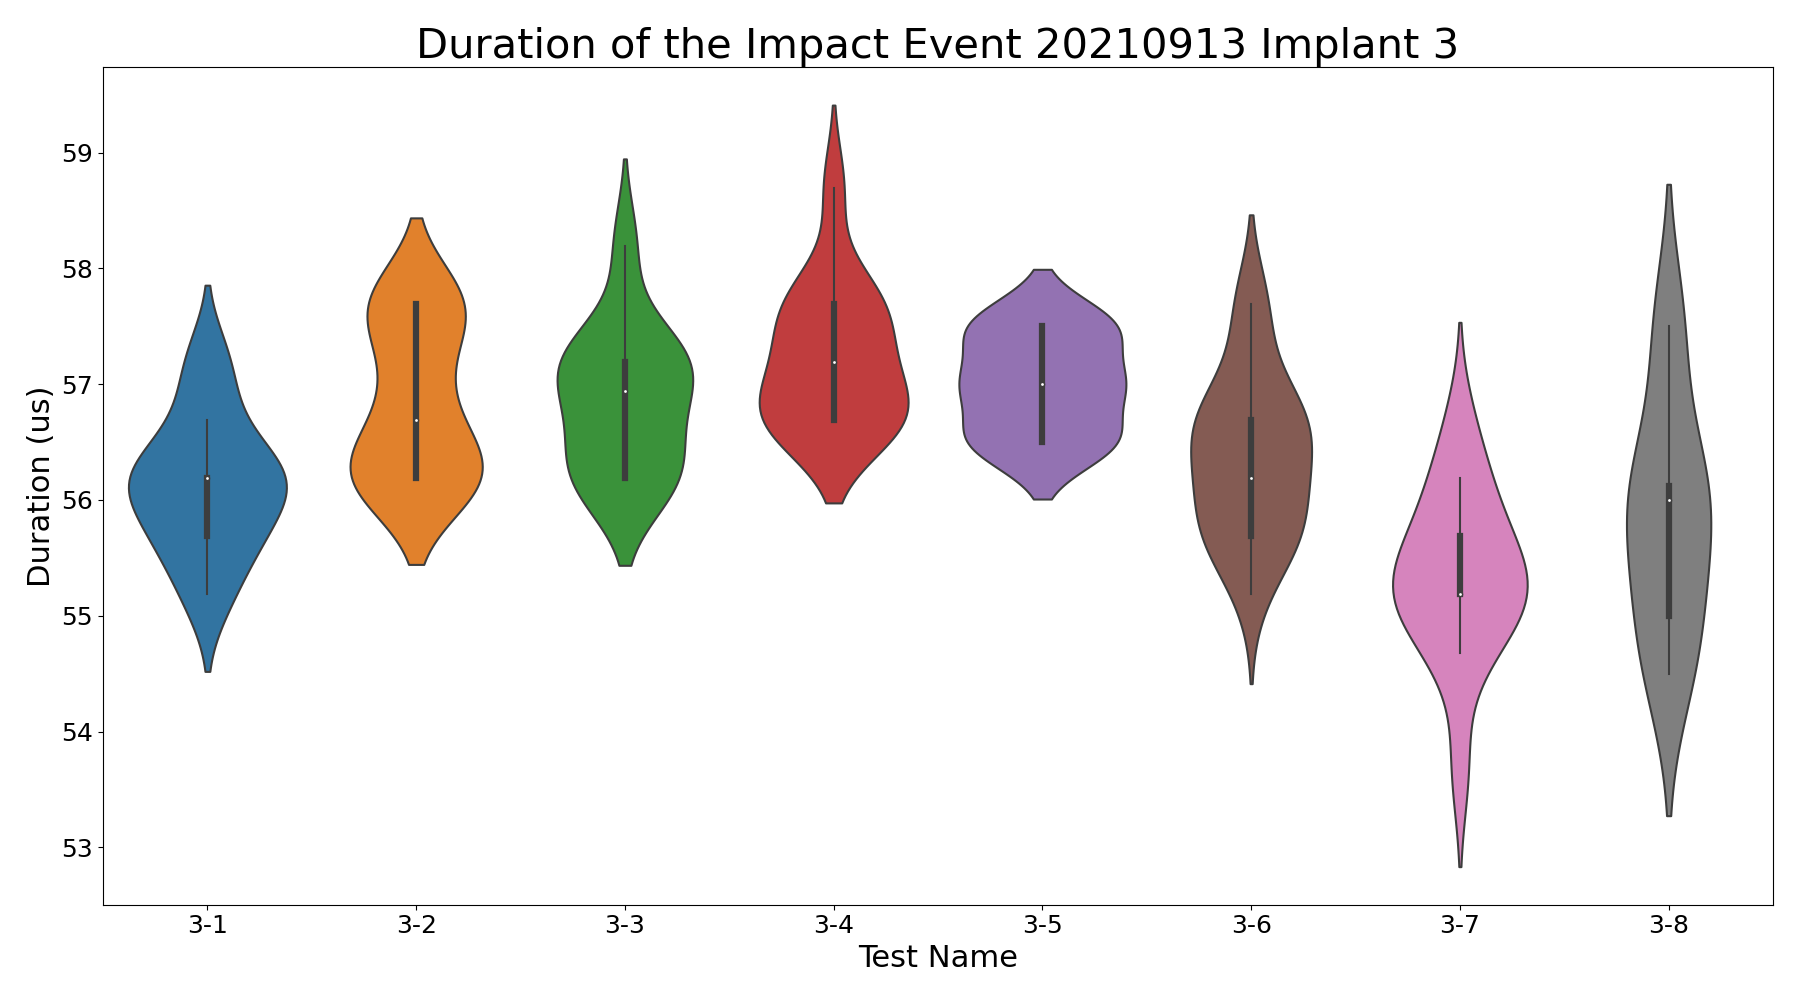 Duration of the Impact Event 20210913 Implant 3
Duration (us)
59
58
57
56
55
54
53
3-1 3-2 3-3 3-4 3-5 3-6 3-7 3-8
Test Name